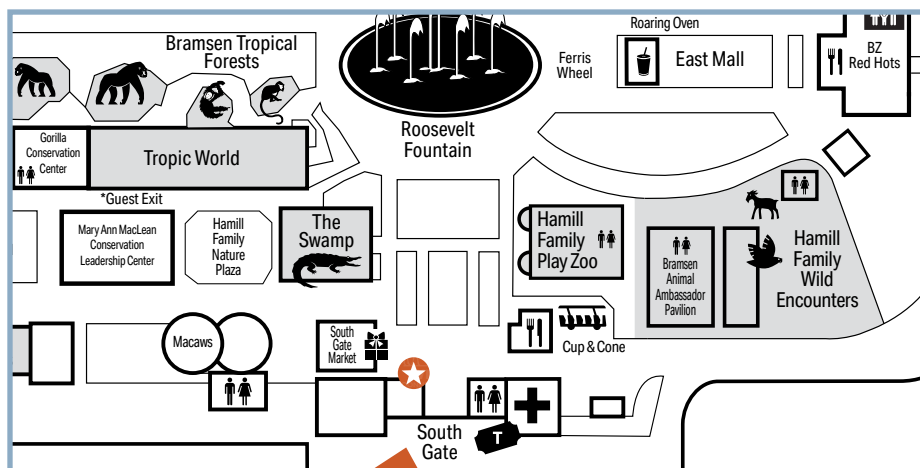 Bramsen Tropical
Forests
Roosevelt
Fountain
Ferris
Wheel
Roaring Oven
East Mall
BZ
Red Hots
Gorilla
Conservation
Center
Tropic World
*Guest Exit
Mary Ann MacLean
Conservation
Leadership Center
Hamill
Family
Nature
Plaza
The
Swamp
Hamill
Family
Play Zoo
Bramsen
Animal
Ambassador
Pavilion
Hamill
Family
Wild
Encounters
Macaws
South
Gate
Market
Cup & Cone
South
Gate
T